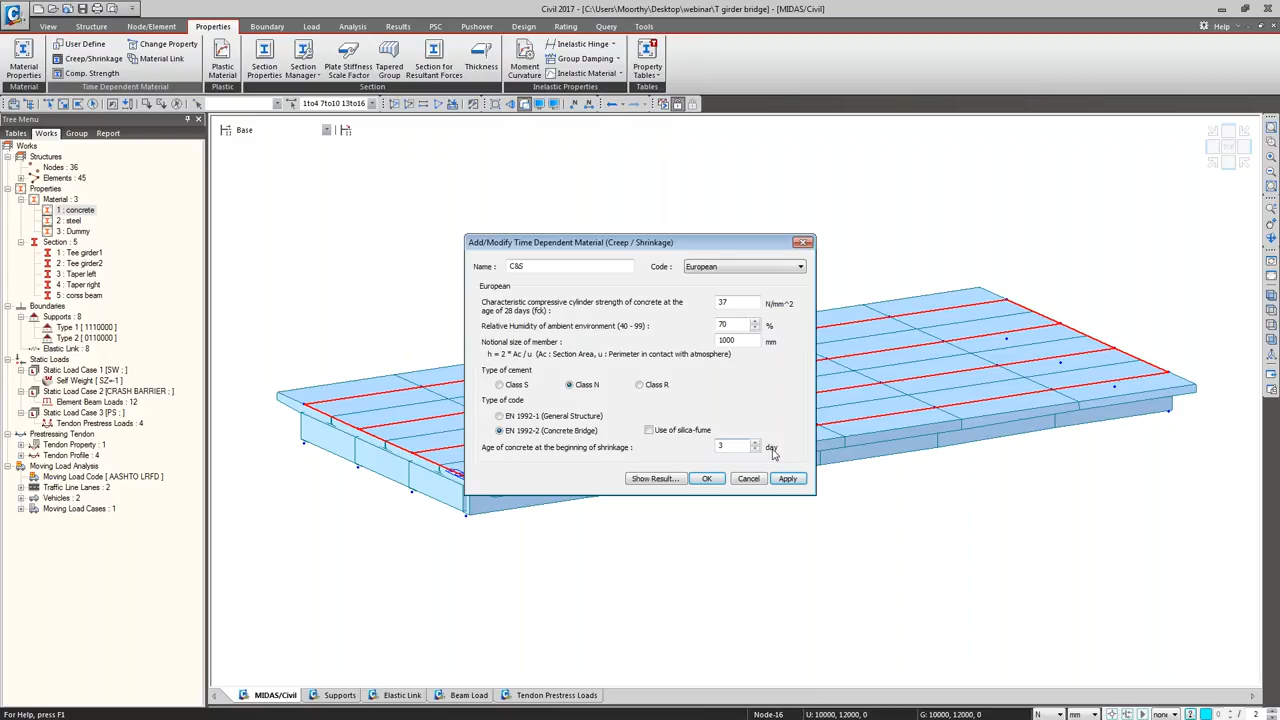 Civil 2017 - [C:\Users\Moorthy\Desktop\webinar\T girder bridge] - [MIDAS/Civil]
View Structure Node/Element Properties Boundary Load Analysis Results PSC Pushover Design Rating Query Tools Help
Material Properties
User Define
Creep/Shrinkage
Comp. Strength
Change Property
Material Link
Plastic Material
Section Properties
Section Manager
Plate Stiffness Scale Factor
Tapered Group
Section for Resultant Forces
Thickness
Moment Curvature
Inelastic Hinge
Group Damping
Inelastic Material
Property Tables
Material Time Dependent Material Plastic Section Inelastic Properties Tables
1to4 7to10 13to16
Tree Menu
Tables Works Group Report
Base
TOP
Works
Structures
Nodes : 36
Elements : 45
Properties
Material : 3
1 : concrete
2 : steel
3 : Dummy
Section : 5
1 : Tee girder1
2 : Tee girder2
3 : Taper left
4 : Taper right
5 : corss beam
Boundaries
Supports : 8
Type 1 [1110000 ]
Type 2 [0110000 ]
Elastic Link : 8
Static Loads
Static Load Case 1 [SW ; ]
Self Weight [ SZ=-1 ]
Static Load Case 2 [CRASH BARRIER ; ]
Element Beam Loads : 12
Static Load Case 3 [PS ; ]
Tendon Prestress Loads : 4
Prestressing Tendon
Tendon Property : 1
Tendon Profile : 4
Moving Load Analysis
Moving Load Code [ AASHTO LRFD ]
Traffic Line Lanes : 2
Vehicles : 2
Moving Load Cases : 1
Add/Modify Time Dependent Material (Creep / Shrinkage)
Name : C&S Code : European
European
Characteristic compressive cylinder strength of concrete at the age of 28 days (fck) : 37 N/mm^2
Relative Humidity of ambient environment (40 - 99) : 70 %
Notional size of member : 1000 mm
h = 2 * Ac / u (Ac : Section Area, u : Perimeter in contact with atmosphere)
Type of cement
Class S Class N Class R
Type of code
EN 1992-1 (General Structure)
EN 1992-2 (Concrete Bridge) Use of silica-fume
Age of concrete at the beginning of shrinkage : 3 day
Show Result... OK Cancel Apply
MIDAS/Civil Supports Elastic Link Beam Load Tendon Prestress Loads
For Help, press F1 Node-16 U: 10000, 12000, 0 G: 10000, 12000, 0 N mm none 0 / 2